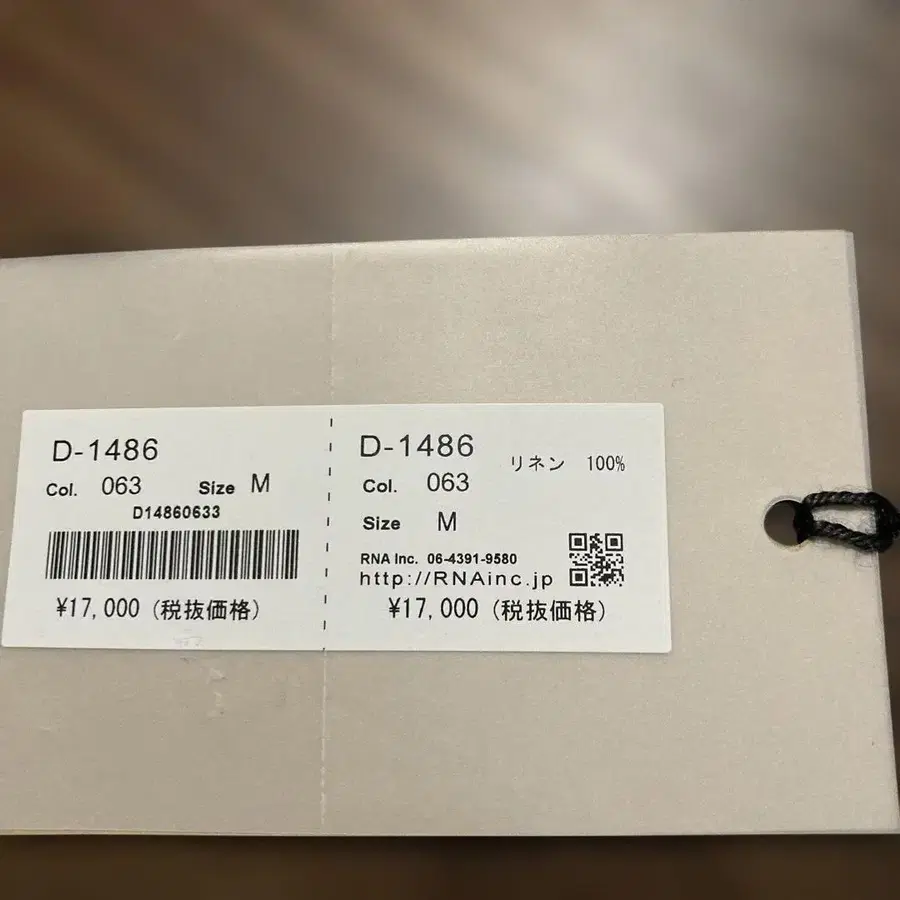 D-1486
Col. 063 Size M
D14860633
¥17,000 (税抜価格)
D-1486
リネン 100%
Col. 063
Size M
RNA Inc. 06-4391-9580
http://RNAinc.jp
¥17,000 (税抜価格)